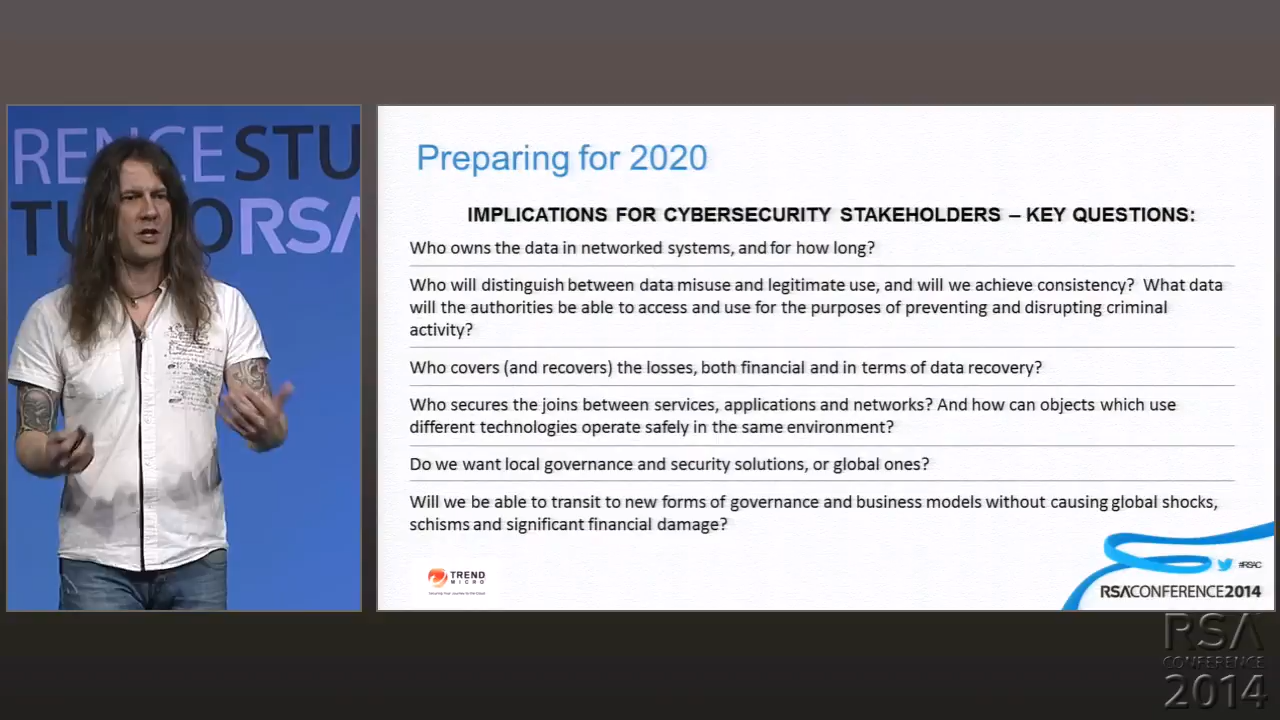 RENCE STU
TU O RSA
Preparing for 2020
IMPLICATIONS FOR CYBERSECURITY STAKEHOLDERS – KEY QUESTIONS:
Who owns the data in networked systems, and for how long?
Who will distinguish between data misuse and legitimate use, and will we achieve consistency? What data
will the authorities be able to access and use for the purposes of preventing and disrupting criminal
activity?
Who covers (and recovers) the losses, both financial and in terms of data recovery?
Who secures the joins between services, applications and networks? And how can objects which use
different technologies operate safely in the same environment?
Do we want local governance and security solutions, or global ones?
Will we be able to transit to new forms of governance and business models without causing global shocks,
schisms and significant financial damage?
TREND
MICRO
Securing Your Journey to the Cloud
#RSAC
RSACONFERENCE2014
RSA
CONFERENCE
2014